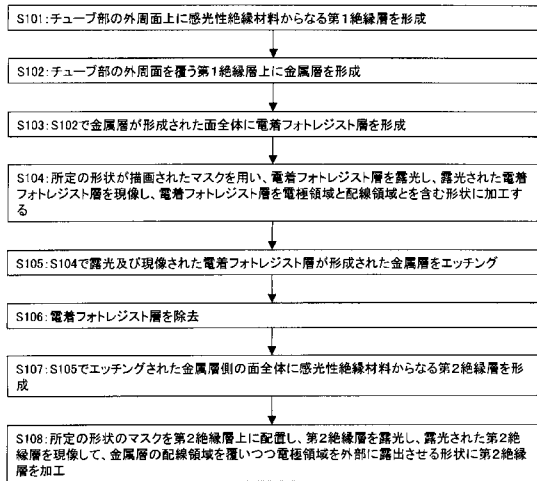 S101:チューブ部の外周面上に感光性絶縁材料からなる第1絶縁層を形成
S102:チューブ部の外周面を覆う第1絶縁層上に金属層を形成
S103:S102で金属層が形成された面全体に電着フォトレジスト層を形成
S104:所定の形状が描画されたマスクを用い、電着フォトレジスト層を露光し、露光された電着
フォトレジスト層を現像し、電着フォトレジスト層を電極領域と配線領域とを含む形状に加工す
る
S105:S104で露光及び現像された電着フォトレジスト層が形成された金属層をエッチング
S106:電着フォトレジスト層を除去
S107:S105でエッチングされた金属層側の面全体に感光性絶縁材料からなる第2絶縁層を形
成
S108:所定の形状のマスクを第2絶縁層上に配置し、第2絶縁層を露光し、露光された第2絶
縁層を現像して、金属層の配線領域を覆いつつ電極領域を外部に露出させる形状に第2絶縁
層を加工